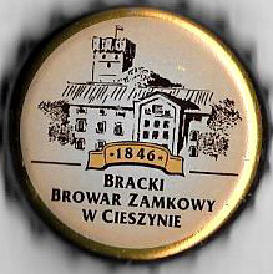 ·1846·
BRACKI
BROWAR ZAMKOWY
W CIESZYNIE